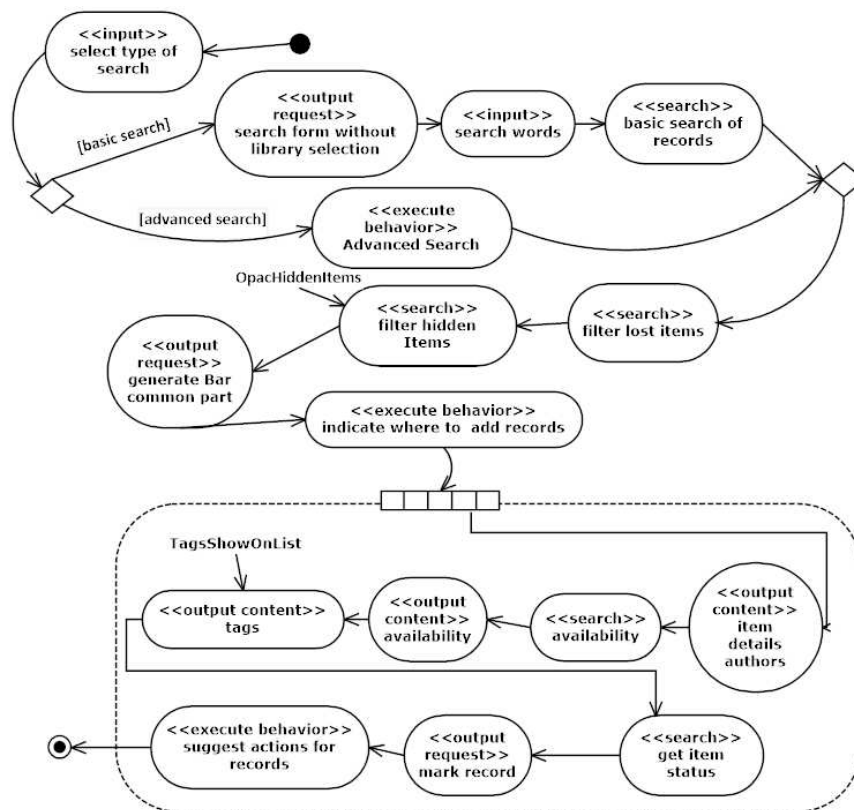 <<input>>
select type of
search
[basic search]
<<output
request>>
search form without
library selection
<<input>>
search words
<<search>>
basic search of
records
[advanced search]
<<execute
behavior>>
Advanced Search
OpacHiddenItems
<<search>>
filter hidden
Items
<<search>>
filter lost items
<<output
request>>
generate Bar
common part
<<execute behavior>>
indicate where to add records
TagsShowOnList
<<output content>>
tags
<<output
content>>
availability
<<search>>
availability
<<output
content>>
item
details
authors
<<execute behavior>>
suggest actions for
records
<<output
request>>
mark record
<<search>>
get item
status